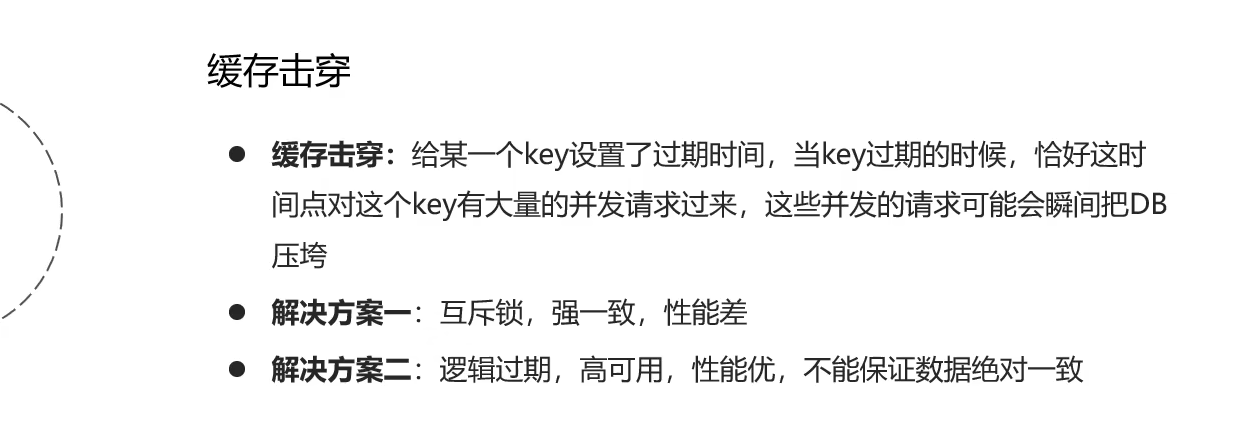 缓存击穿
● 缓存击穿：给某一个key设置了过期时间，当key过期的时候，恰好这时
间点对这个key有大量的并发请求过来，这些并发的请求可能会瞬间把DB
压垮
● 解决方案一：互斥锁，强一致，性能差
● 解决方案二：逻辑过期，高可用，性能优，不能保证数据绝对一致